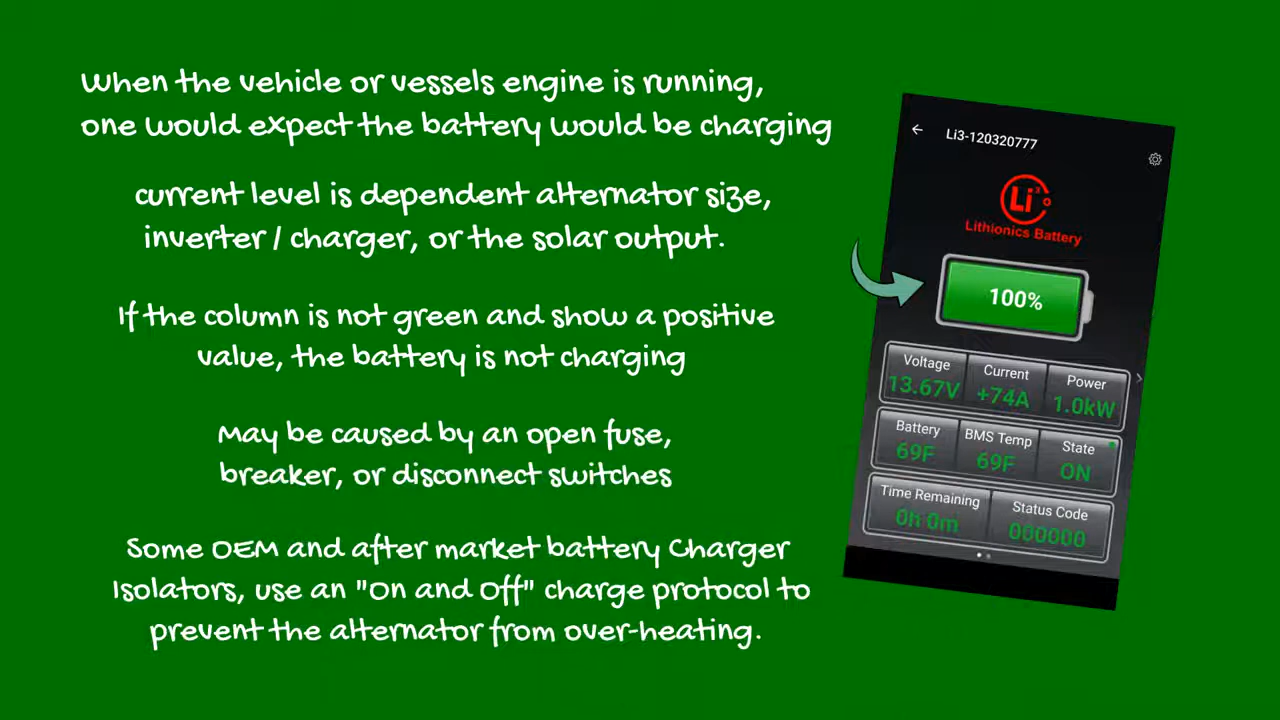 When the vehicle or vessels engine is running,
one would expect the battery would be charging
current level is dependent alternator size,
inverter / charger, or the solar output.
If the column is not green and show a positive
value, the battery is not charging
May be caused by an open fuse,
breaker, or disconnect switches
Some OEM and after market battery Charger
Isolators, use an "On and Off" charge protocol to
prevent the alternator from over-heating.
Li3-120320777
Li3
Lithionics Battery
100%
Voltage Current Power
13.67V +74A 1.0kW
Battery BMS Temp State
69F 69F ON
Time Remaining Status Code
0h 0m 000000